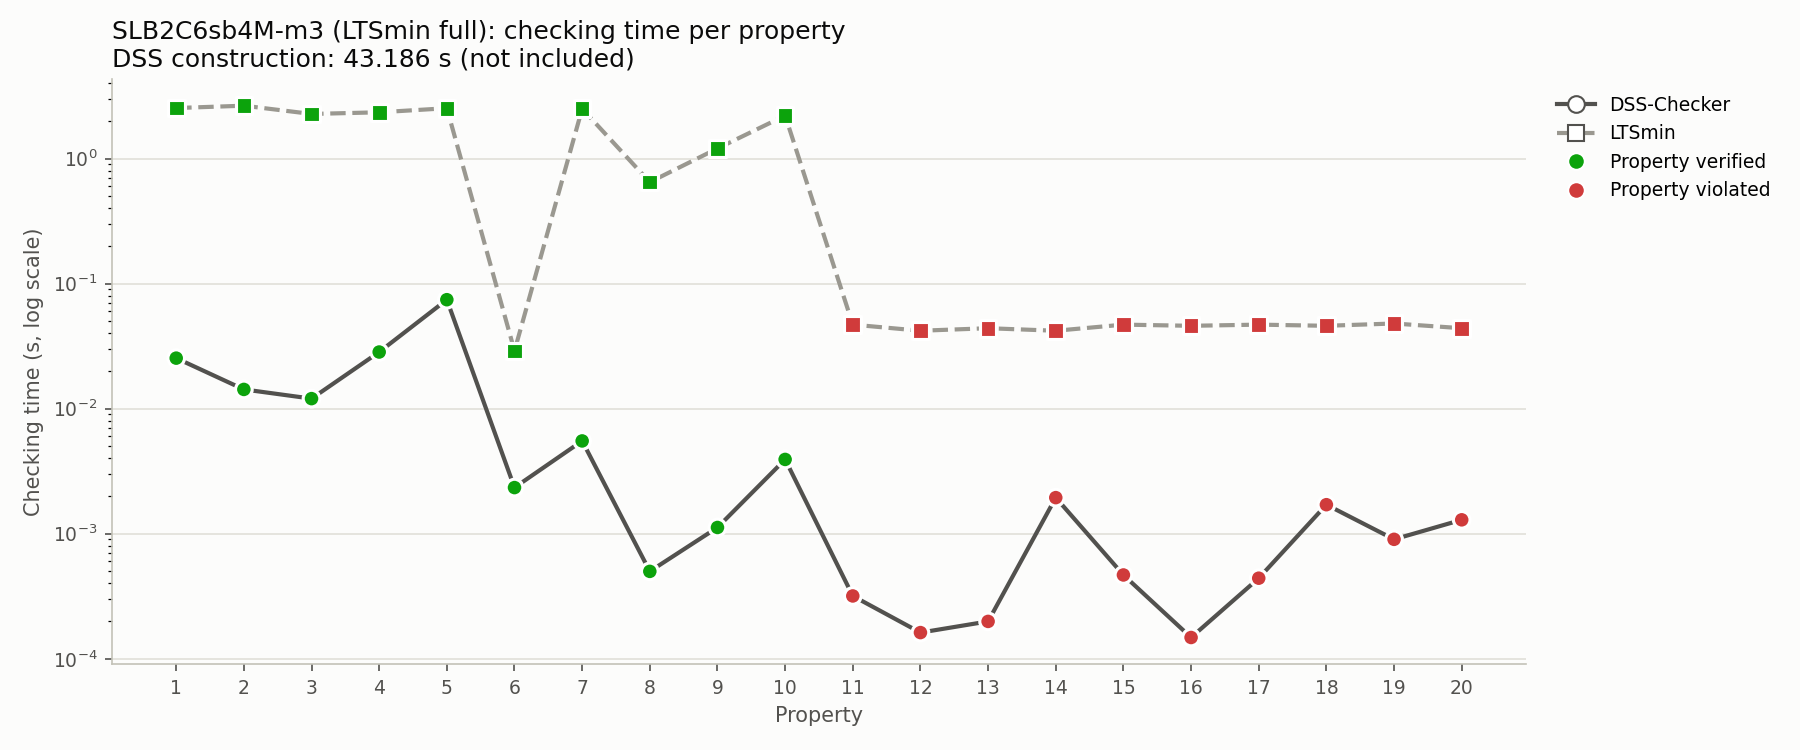 SLB2C6sb4M-m3 (LTSmin full): checking time per property
DSS construction: 43.186 s (not included)
DSS-Checker
LTSmin
Property verified
Property violated
Checking time (s, log scale)
10⁰
10⁻¹
10⁻²
10⁻³
10⁻⁴
1 2 3 4 5 6 7 8 9 10 11 12 13 14 15 16 17 18 19 20
Property